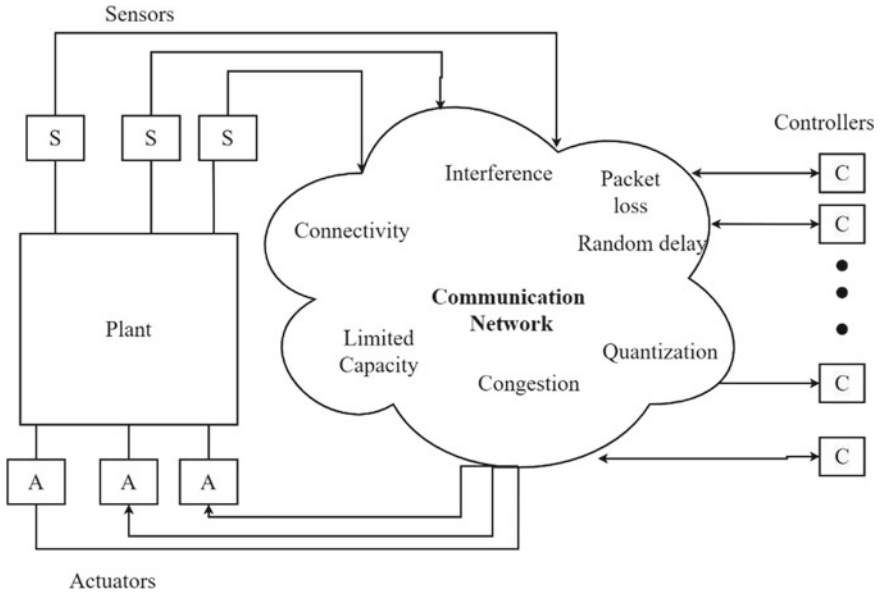 Sensors
S
S
S
Controllers
Interference
Packet
loss
C
Connectivity
Random delay
C
Communication
Network
Plant
Limited
Capacity
Quantization
Congestion
C
C
A
A
A
Actuators